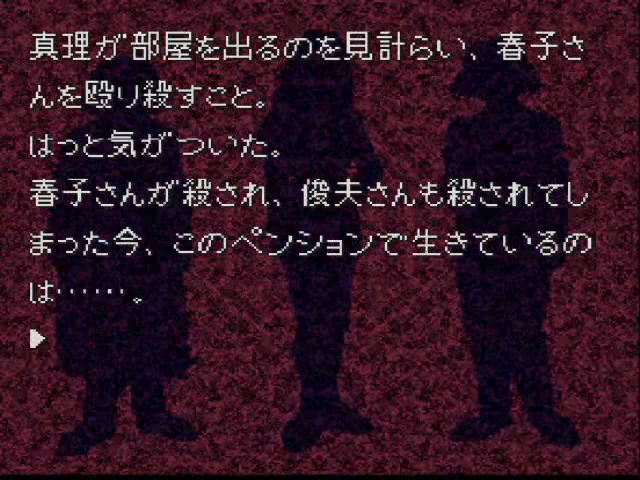 真理が部屋を出るのを見計らい、春子さ
んを殴り殺すこと。
はっと気がついた。
春子さんが殺され、俊夫さんも殺されてし
まった今、このペンションで生きているの
は‥‥‥。